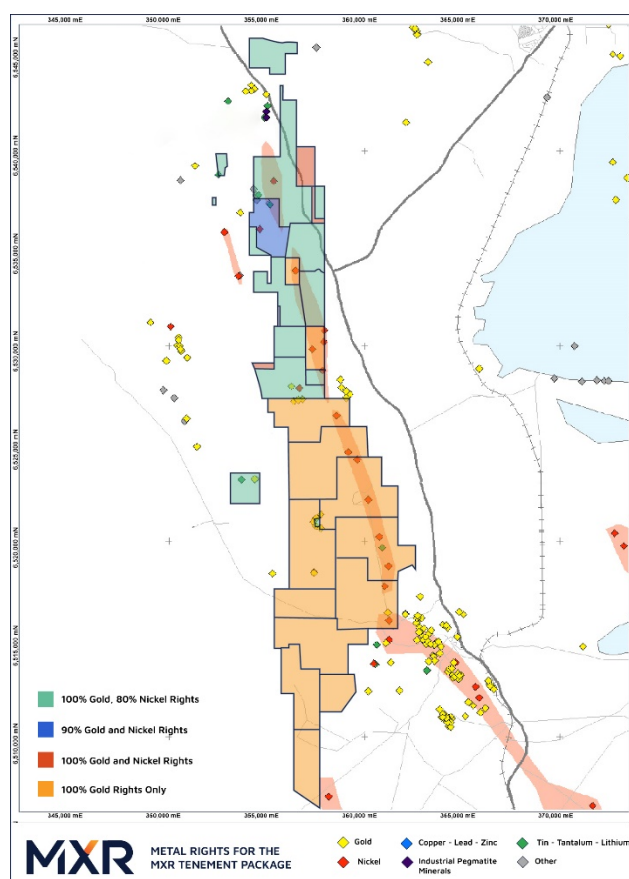 345,000 mE 350,000 mE 355,000 mE 360,000 mE 365,000 mE 370,000 mE
6,545,000 mN
6,540,000 mN
6,535,000 mN
6,530,000 mN
6,525,000 mN
6,520,000 mN
6,515,000 mN
6,510,000 mN
100% Gold, 80% Nickel Rights
90% Gold and Nickel Rights
100% Gold and Nickel Rights
100% Gold Rights Only
345,000 mE 350,000 mE 355,000 mE 360,000 mE 365,000 mE 370,000 mE
MXR
METAL RIGHTS FOR THE
MXR TENEMENT PACKAGE
Gold
Nickel
Copper - Lead - Zinc
Industrial Pegmatite
Minerals
Tin - Tantalum - Lithium
Other